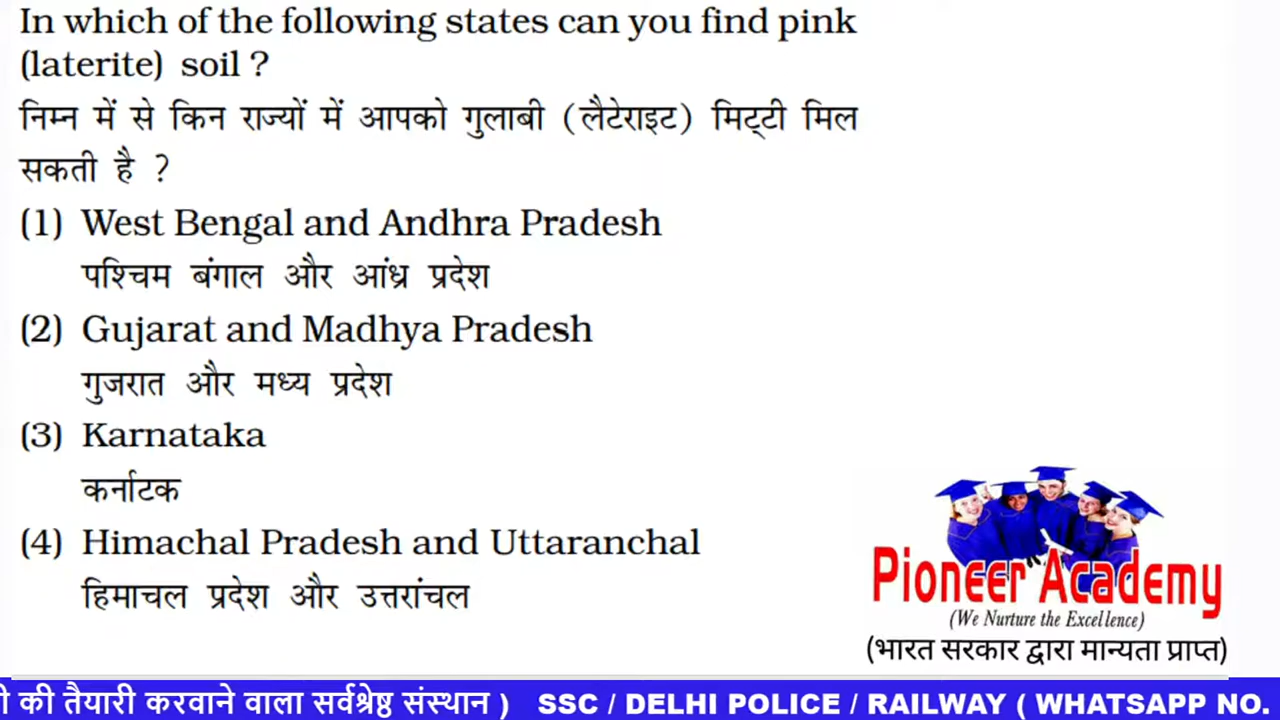 In which of the following states can you find pink
(laterite) soil ?
निम्न में से किन राज्यों में आपको गुलाबी (लैटेराइट) मिट्टी मिल
सकती है ?
(1) West Bengal and Andhra Pradesh
पश्चिम बंगाल और आंध्र प्रदेश
(2) Gujarat and Madhya Pradesh
गुजरात और मध्य प्रदेश
(3) Karnataka
कर्नाटक
(4) Himachal Pradesh and Uttaranchal
हिमाचल प्रदेश और उत्तरांचल
Pioneer Academy
(We Nurture the Excellence)
(भारत सरकार द्वारा मान्यता प्राप्त)
की तैयारी करवाने वाला सर्वश्रेष्ठ संस्थान ) SSC / DELHI POLICE / RAILWAY ( WHATSAPP NO.